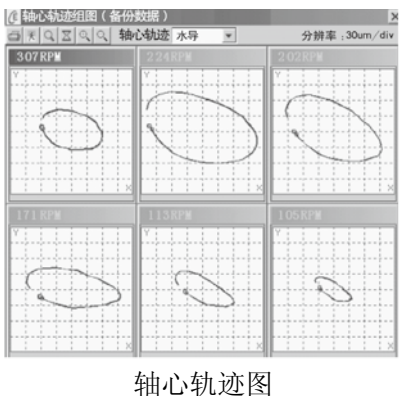 轴心轨迹组图(备份数据)
轴心轨迹 水导 分辨率:30um/div
307RPM 224RPM 202RPM
Y Y Y
X X X
171RPM 113RPM 105RPM
Y Y Y
轴心轨迹图